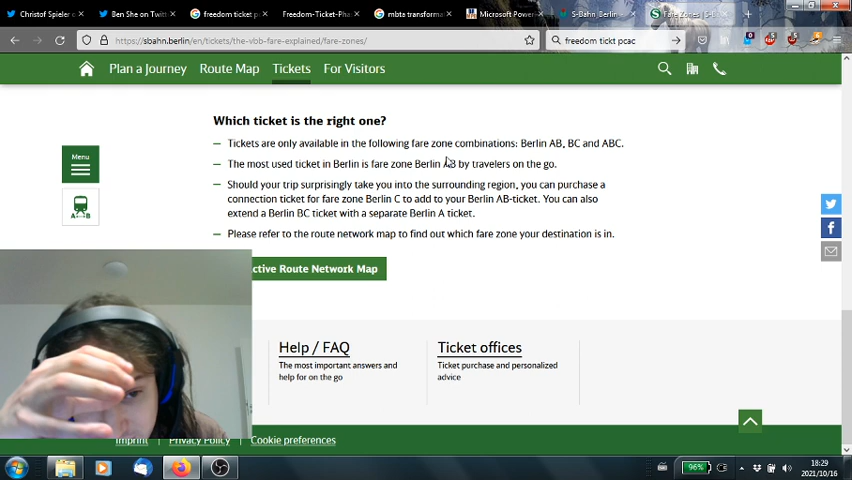 Christof Spieler
Ben She on Twitt
freedom ticket p
Freedom-Ticket-Pha
mbta transforma
Microsoft Power
S-Bahn Berlin
Fare Zones | S-B
https://sbahn.berlin/en/tickets/the-vbb-fare-explained/fare-zones/
freedom tickt pcac
Plan a Journey Route Map Tickets For Visitors
Which ticket is the right one?
Tickets are only available in the following fare zone combinations: Berlin AB, BC and ABC.
The most used ticket in Berlin is fare zone Berlin AB by travelers on the go.
Should your trip surprisingly take you into the surrounding region, you can purchase a
connection ticket for fare zone Berlin C to add to your Berlin AB-ticket. You can also
extend a Berlin BC ticket with a separate Berlin A ticket.
Please refer to the route network map to find out which fare zone your destination is in.
Menu
A B
active Route Network Map
Help / FAQ
The most important answers and
help for on the go
Ticket offices
Ticket purchase and personalized
advice
Imprint Privacy Policy Cookie preferences
96%
18:29
2021/10/16